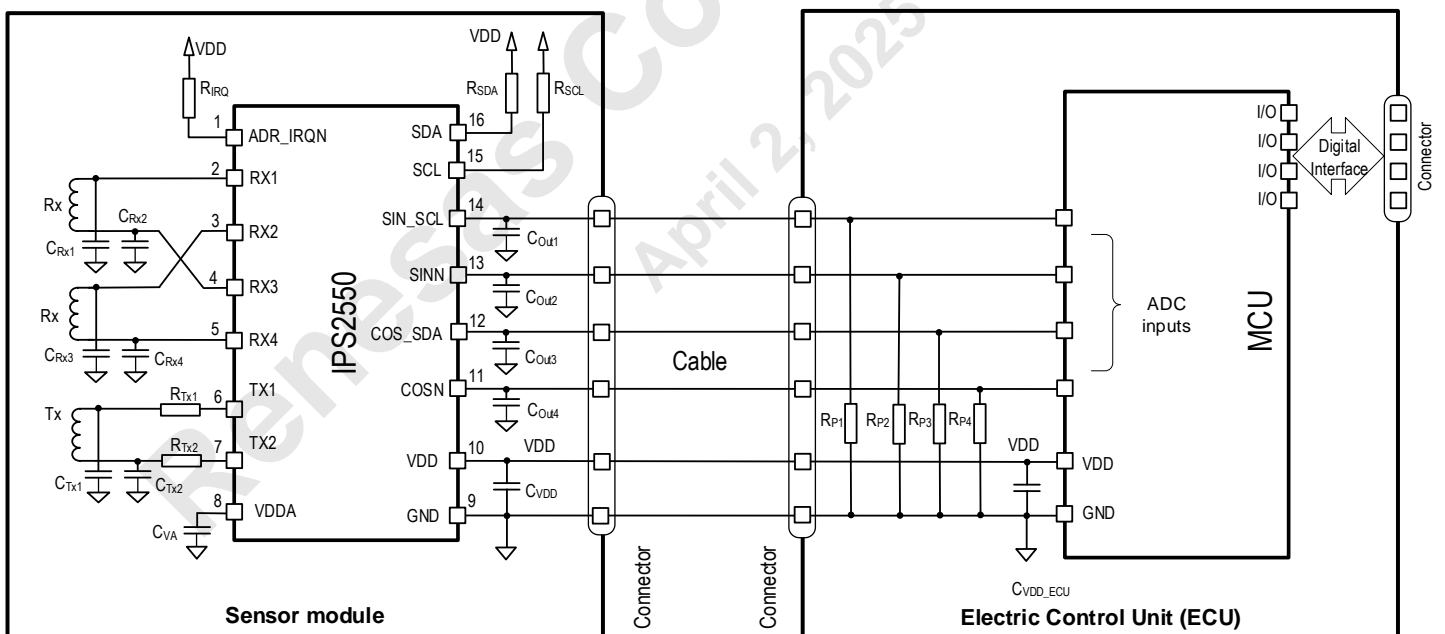 Renesas Co
April 2, 2025
VDD
RIRQ
1
ADR_IRQN
2
RX1
Rx
CRx1
CRx2
3
RX2
4
RX3
Rx
CRx3
CRx4
5
RX4
Tx
RTx1
6
TX1
RTx2
7
TX2
CTx1
CTx2
8
VDDA
CVA
IPS2550
VDD
RSDA
RSCL
SDA
16
SCL
15
SIN_SCL
14
COut1
SINN
13
COut2
COS_SDA
12
COut3
COSN
11
COut4
VDD
10
VDD
CVDD
GND
9
Sensor module
Connector
Cable
Connector
RP1
RP2
RP3
RP4
VDD
CVDD_ECU
ADC
inputs
MCU
VDD
GND
I/O
I/O
I/O
I/O
Digital
Interface
Connector
Electric Control Unit (ECU)